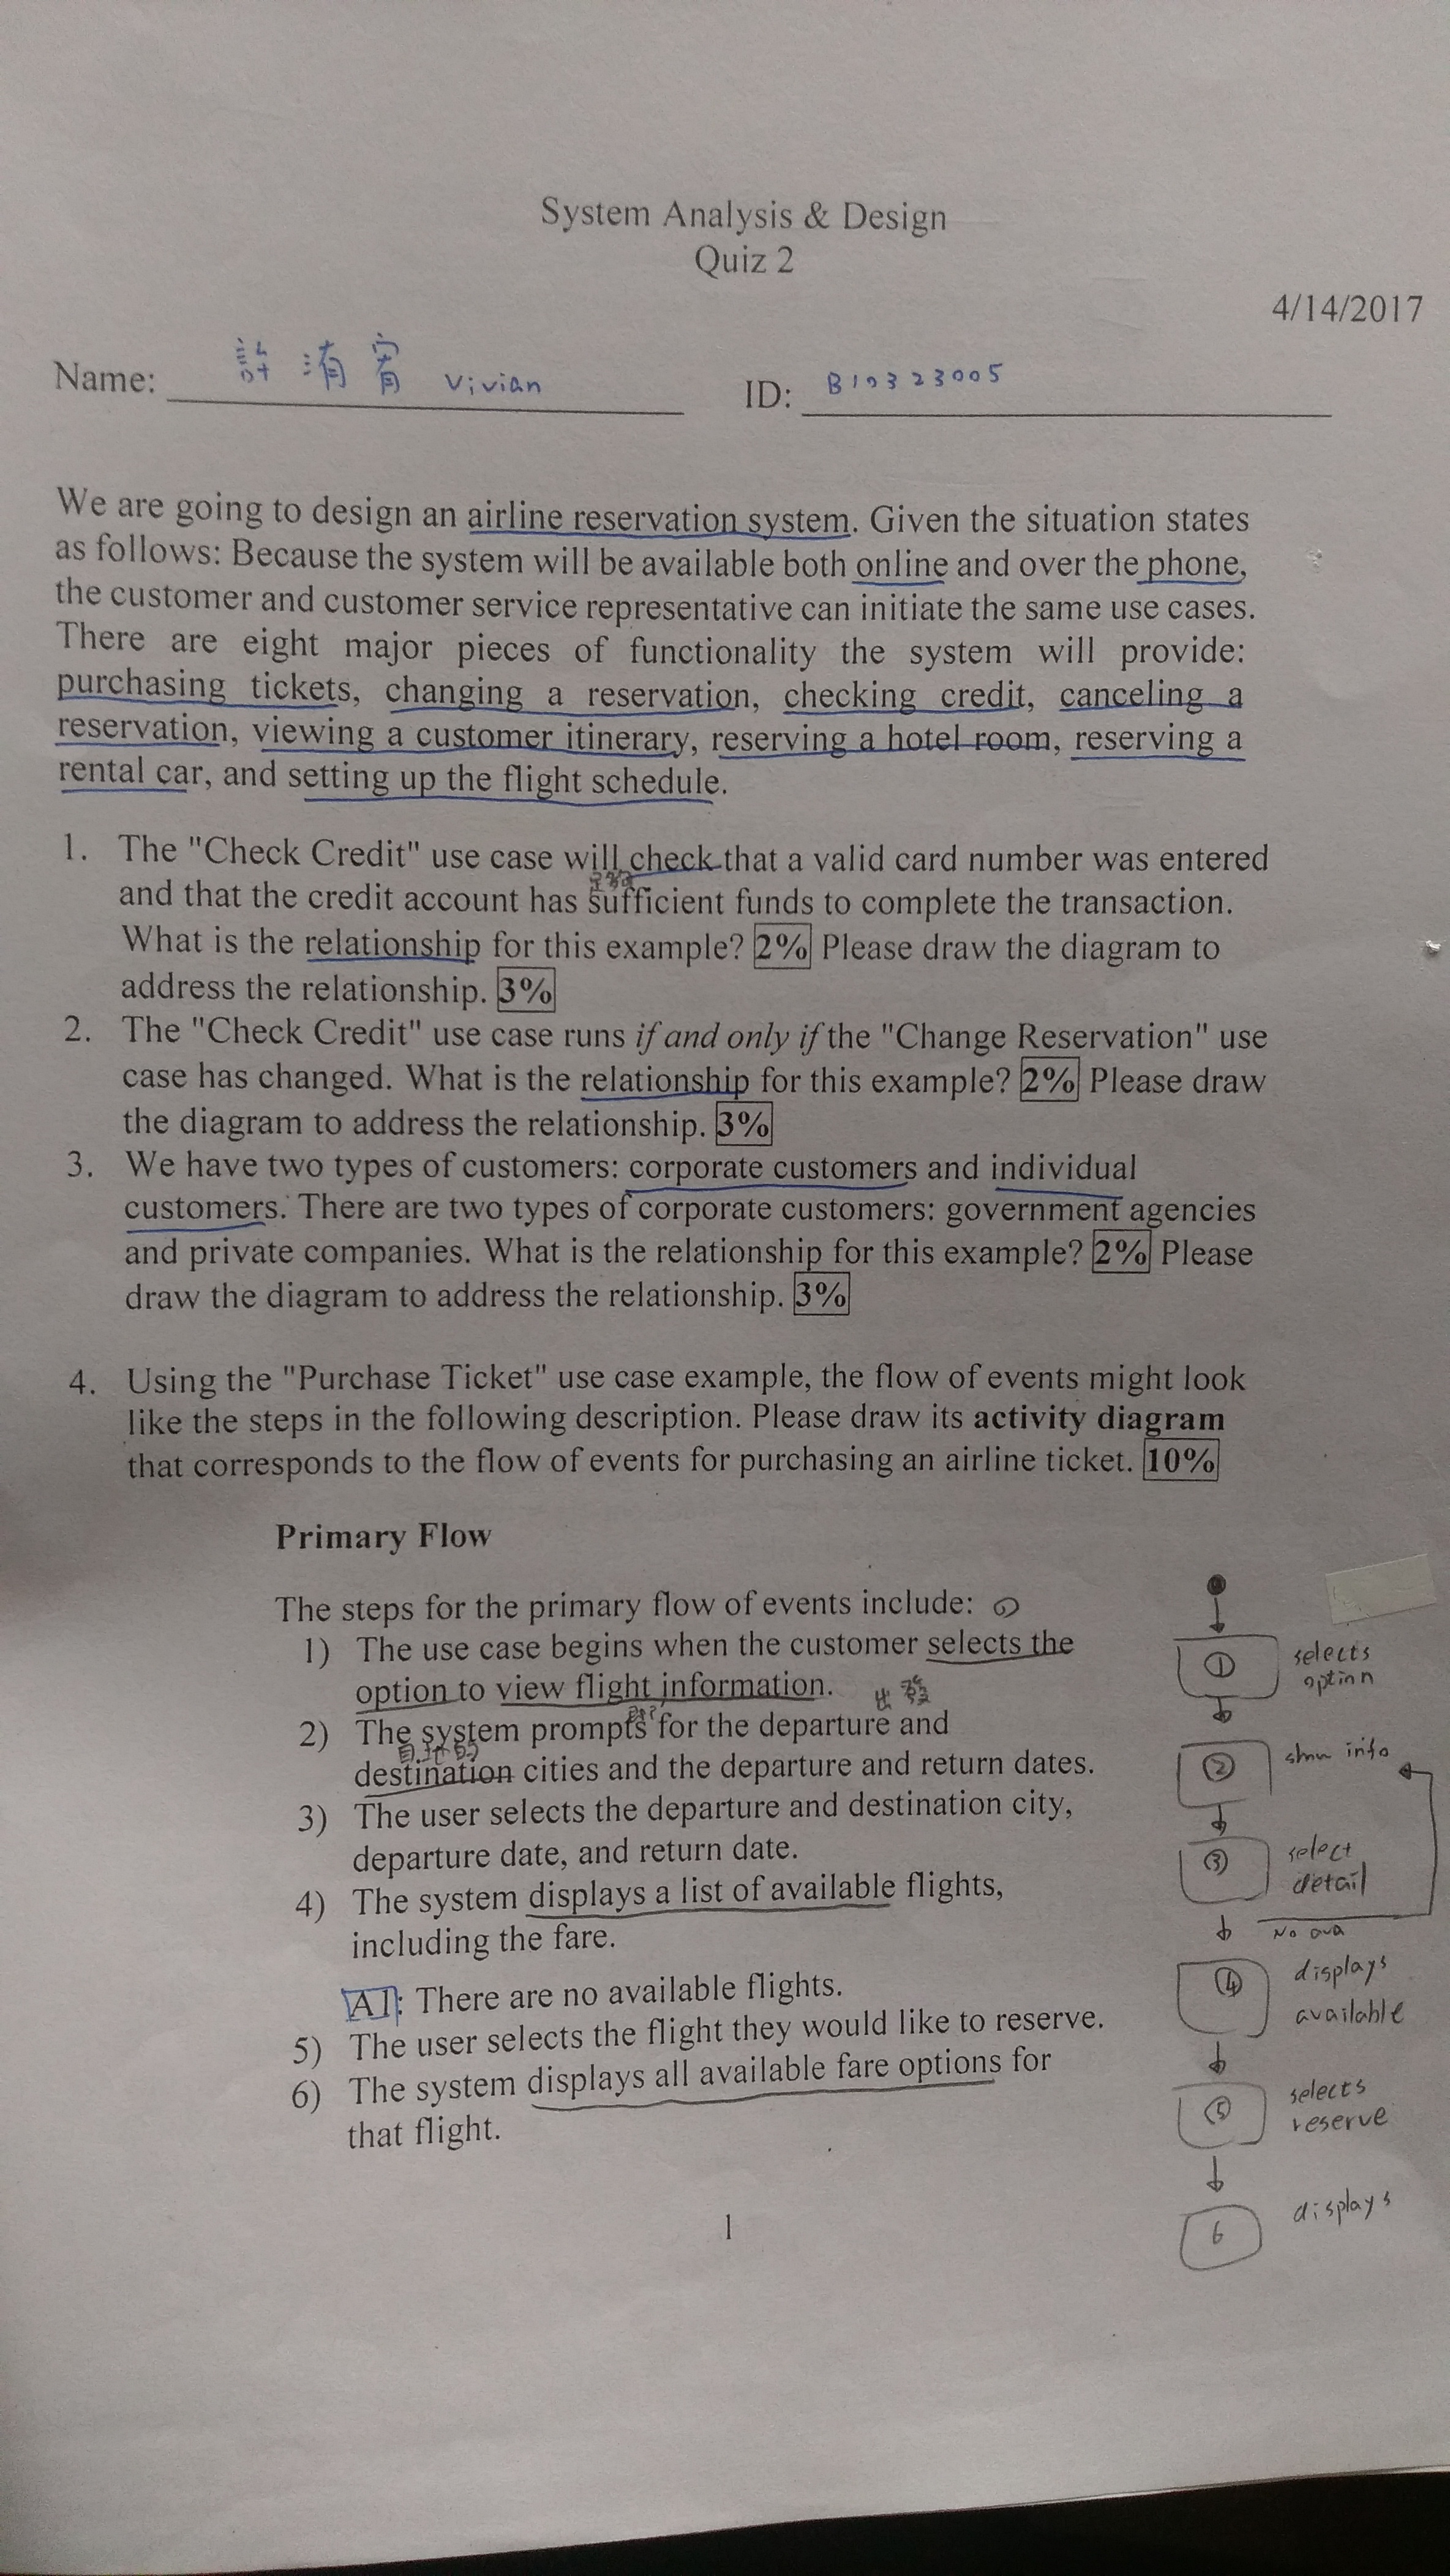 System Analysis & Design
Quiz 2
4/14/2017
Name: 許 育 Vivian ID: B10323005
We are going to design an airline reservation system. Given the situation states
as follows: Because the system will be available both online and over the phone,
the customer and customer service representative can initiate the same use cases.
There are eight major pieces of functionality the system will provide:
purchasing tickets, changing a reservation, checking credit, canceling a
reservation, viewing a customer itinerary, reserving a hotel room, reserving a
rental car, and setting up the flight schedule.
1. The "Check Credit" use case will check that a valid card number was entered
足夠
and that the credit account has sufficient funds to complete the transaction.
What is the relationship for this example? 2% Please draw the diagram to
address the relationship. 3%
2. The "Check Credit" use case runs if and only if the "Change Reservation" use
case has changed. What is the relationship for this example? 2% Please draw
the diagram to address the relationship. 3%
3. We have two types of customers: corporate customers and individual
customers. There are two types of corporate customers: government agencies
and private companies. What is the relationship for this example? 2% Please
draw the diagram to address the relationship. 3%
4. Using the "Purchase Ticket" use case example, the flow of events might look
like the steps in the following description. Please draw its activity diagram
that corresponds to the flow of events for purchasing an airline ticket. 10%
Primary Flow
The steps for the primary flow of events include:
1) The use case begins when the customer selects the
option to view flight information.
出發
2) The system prompts for the departure and
目地的
destination cities and the departure and return dates.
3) The user selects the departure and destination city,
departure date, and return date.
4) The system displays a list of available flights,
including the fare.
A1: There are no available flights.
5) The user selects the flight they would like to reserve.
6) The system displays all available fare options for
that flight.
① selects
option
② show info
③ select
detail
No ava
④ displays
available
⑤ selects
reserve
6 displays
1